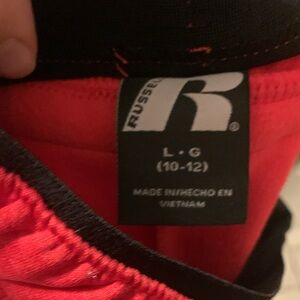 RUSSELL
R®
L · G
(10-12)
MADE IN/HECHO EN
VIETNAM